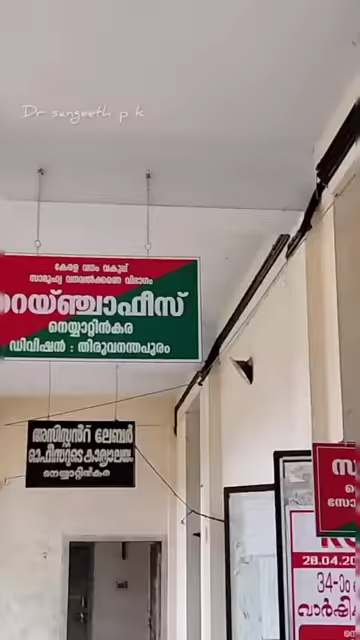 Dr sangeeth p k
കേരള വനം വകുപ്പ്
സാമൂഹ്യ വനവൽക്കരണ വിഭാഗം
റെയ്ഞ്ചാഫീസ്
നെയ്യാറ്റിൻകര
ഡിവിഷൻ : തിരുവനന്തപുരം
അസിസ്റ്റന്റ് ലേബർ
ഓഫീസറുടെ കാര്യാലയം
നെയ്യാറ്റിൻകര
28.04.20
34-ാം